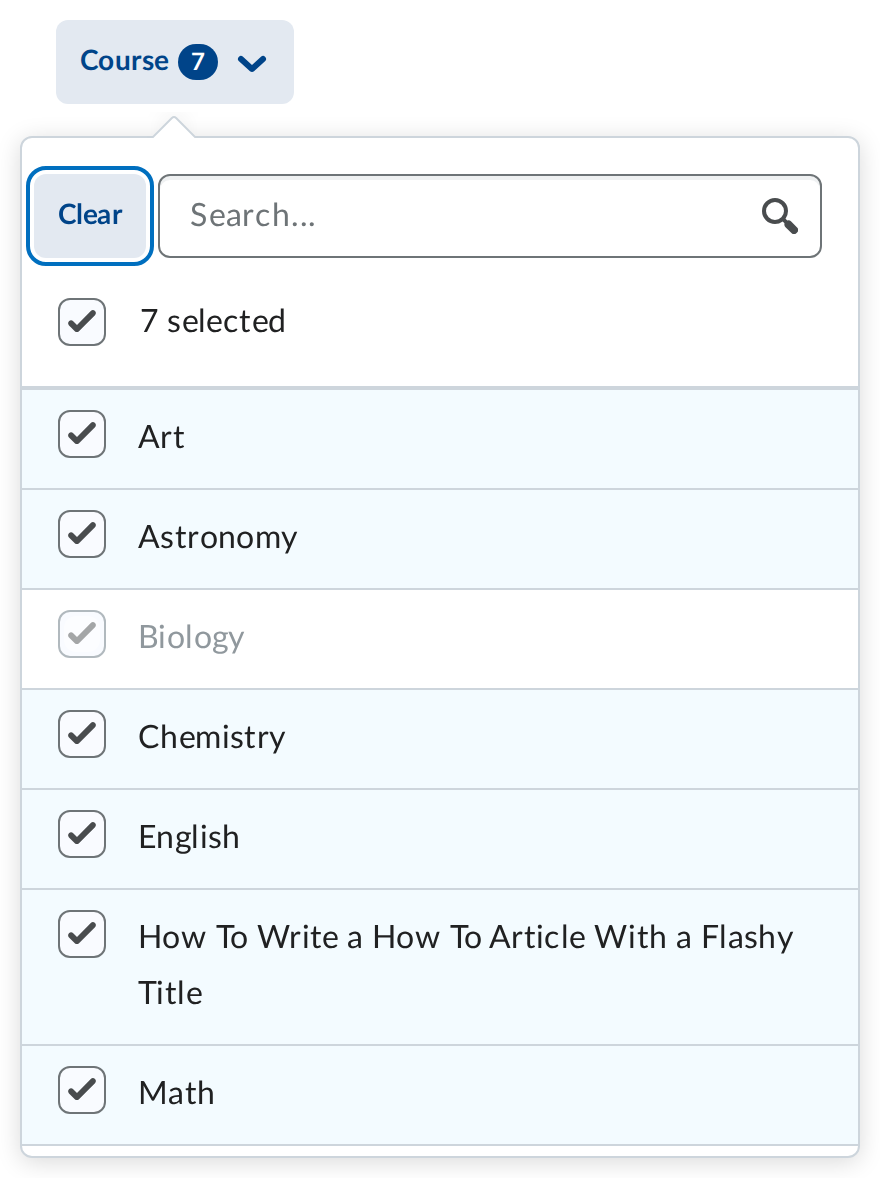 Course 7
Clear Search...
7 selected
Art
Astronomy
Biology
Chemistry
English
How To Write a How To Article With a Flashy
Title
Math